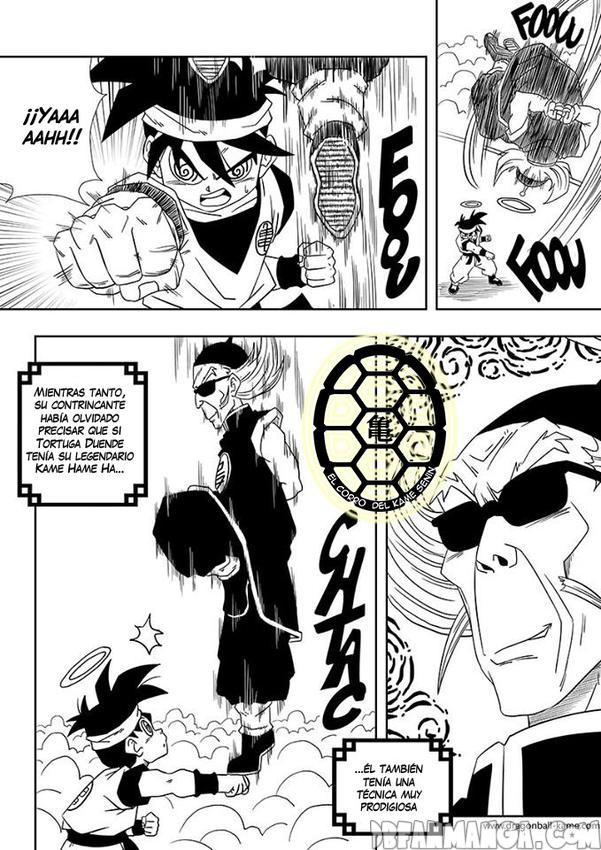 ¡¡YAAA
AAHH!!
FOOU
FOOU
FOOU
MIENTRAS TANTO,
SU CONTRINCANTE
HABÍA OLVIDADO
PRECISAR QUE SI
TORTUGA DUENDE
TENÍA SU LEGENDARIO
KAME HAME HA...
亀
EL CORRO DEL KAME SENIN
CHTAC
...ÉL TAMBIÉN
TENÍA UNA
TÉCNICA MUY
PRODIGIOSA
www.dragonball-kame.com
DBFANMANGA.COM